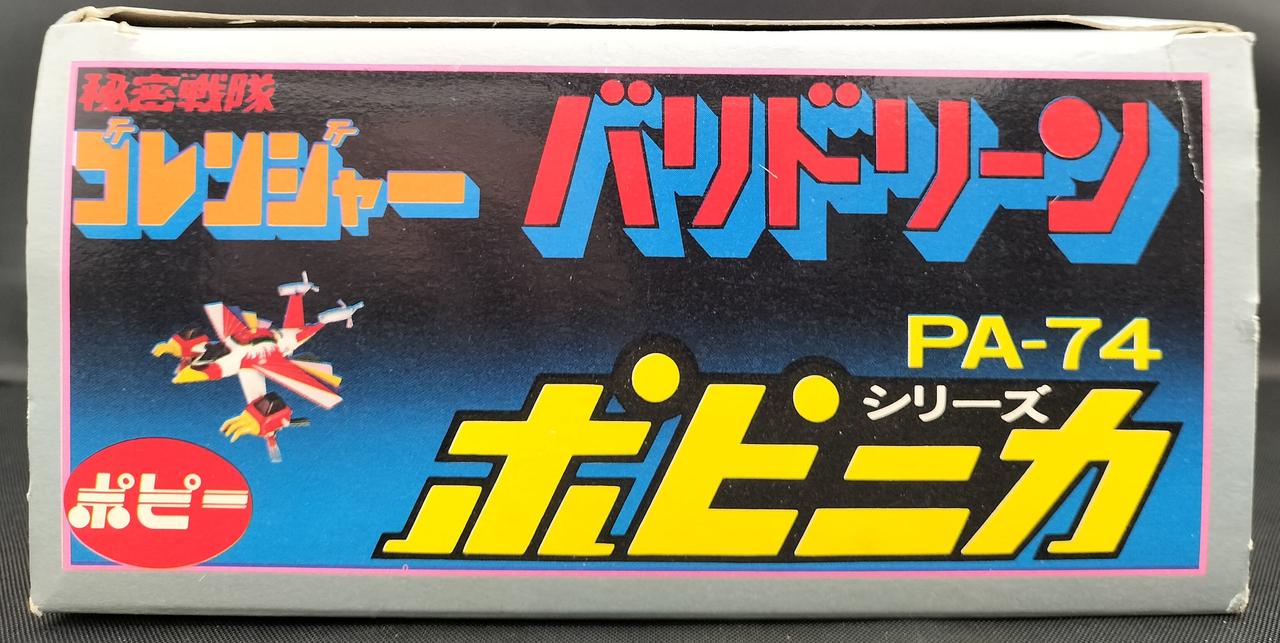 秘密戦隊
ゴレンジャー
バリドリーン
PA-74
ポピニカ
シリーズ
ポピー